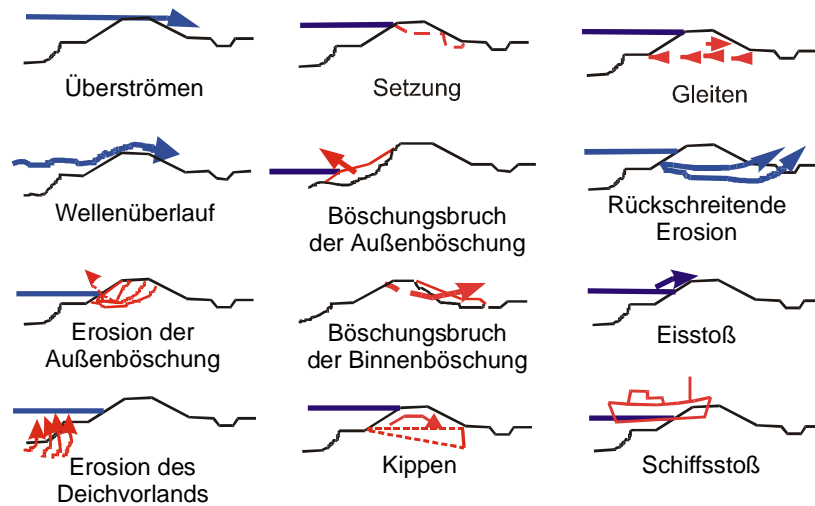 Überströmen
Setzung
Gleiten
Wellenüberlauf
Böschungsbruch
der Außenböschung
Rückschreitende
Erosion
Erosion der
Außenböschung
Böschungsbruch
der Binnenböschung
Eisstoß
Erosion des
Deichvorlands
Kippen
Schiffsstoß